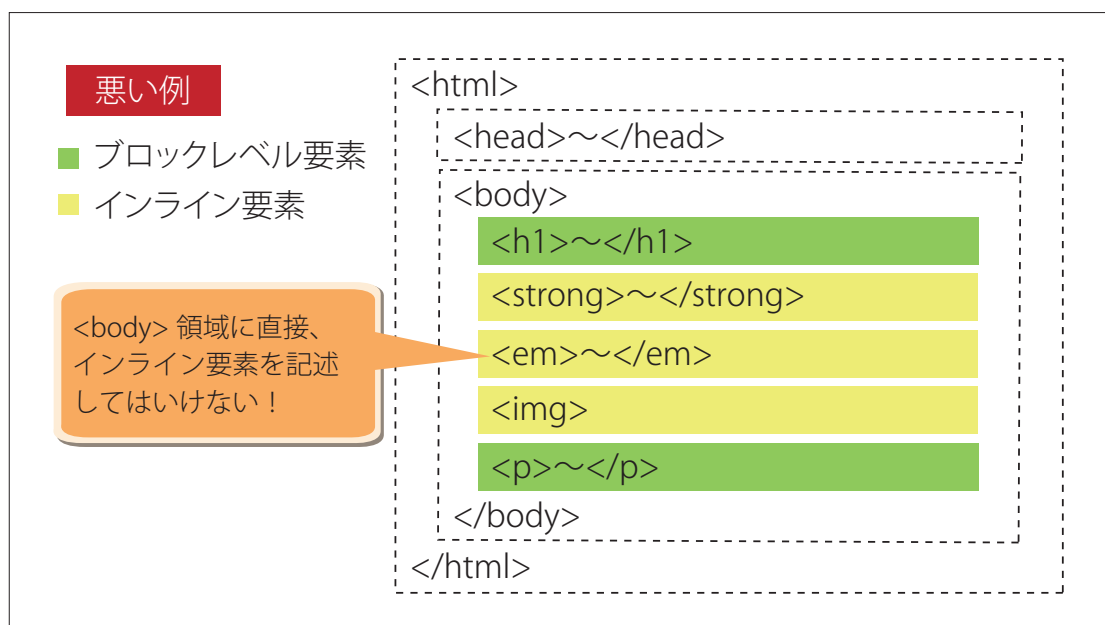 悪い例
ブロックレベル要素
インライン要素
<body> 領域に直接、
インライン要素を記述
してはいけない！
<html>
<head>～</head>
<body>
<h1>～</h1>
<strong>～</strong>
<em>～</em>
<img>
<p>～</p>
</body>
</html>